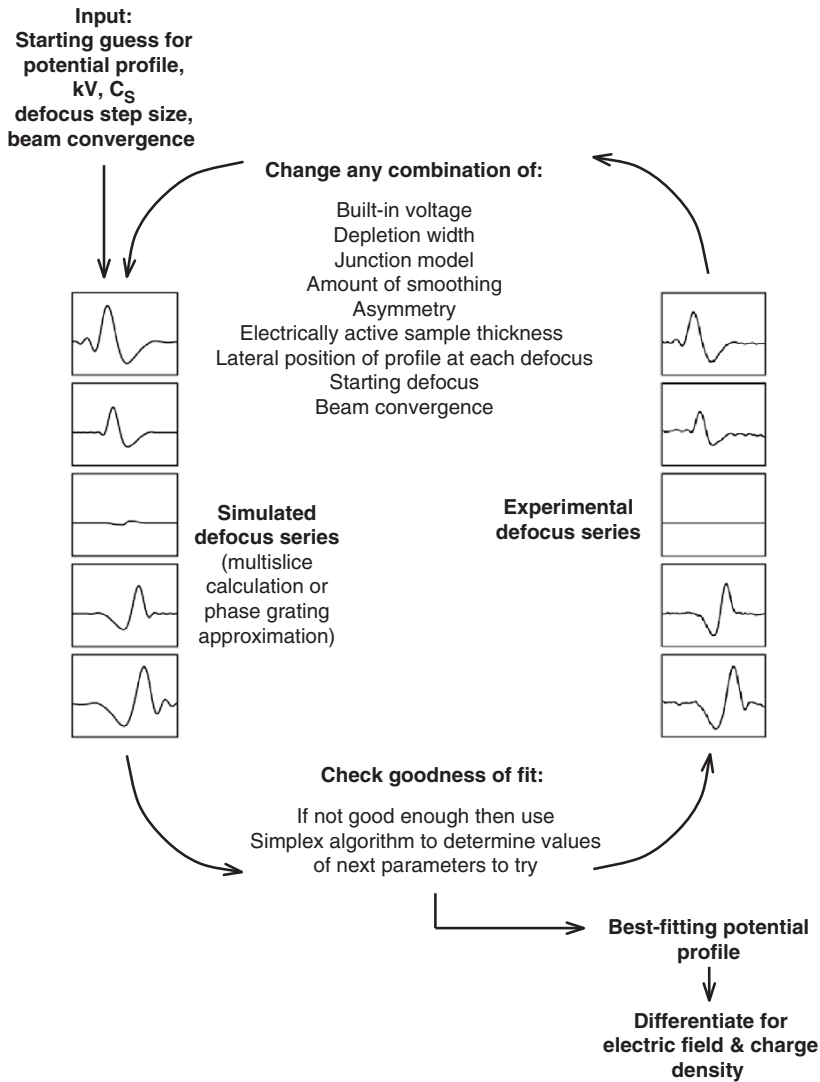 Input:
Starting guess for
potential profile,
kV, CS
defocus step size,
beam convergence
Change any combination of:
Built-in voltage
Depletion width
Junction model
Amount of smoothing
Asymmetry
Electrically active sample thickness
Lateral position of profile at each defocus
Starting defocus
Beam convergence
Simulated
defocus series
(multislice
calculation or
phase grating
approximation)
Experimental
defocus series
Check goodness of fit:
If not good enough then use
Simplex algorithm to determine values
of next parameters to try
Best-fitting potential
profile
Differentiate for
electric field & charge
density